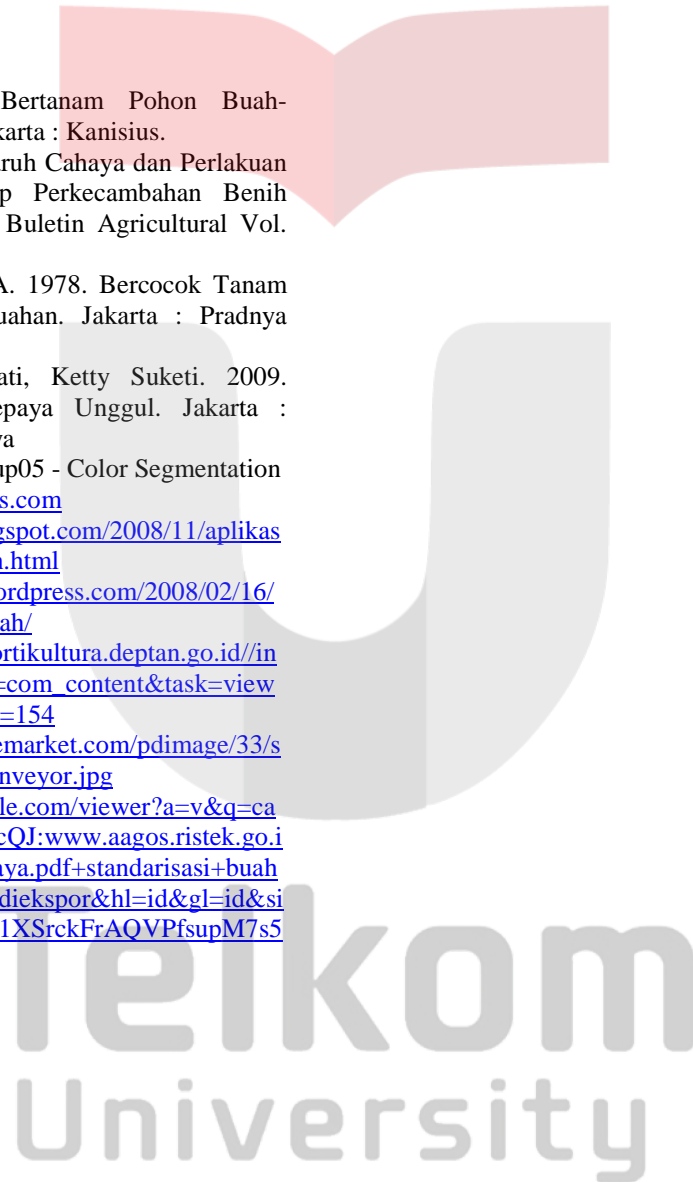 Bertanam Pohon Buah-
karta : Kanisius.
aruh Cahaya dan Perlakuan
p Perkecambahan Benih
Buletin Agricultural Vol.
A. 1978. Bercocok Tanam
uahan. Jakarta : Pradnya
ati, Ketty Suketi. 2009.
epaya Unggul. Jakarta :
ya
up05 - Color Segmentation
s.com
gspot.com/2008/11/aplikas
n.html
ordpress.com/2008/02/16/
ah/
ortikultura.deptan.go.id//in
=com_content&task=view
=154
emarket.com/pdimage/33/s
nveyor.jpg
le.com/viewer?a=v&q=ca
cQJ:www.aagos.ristek.go.i
aya.pdf+standarisasi+buah
diekspor&hl=id&gl=id&si
1XSrckFrAQVPfsupM7s5
Telkom
University